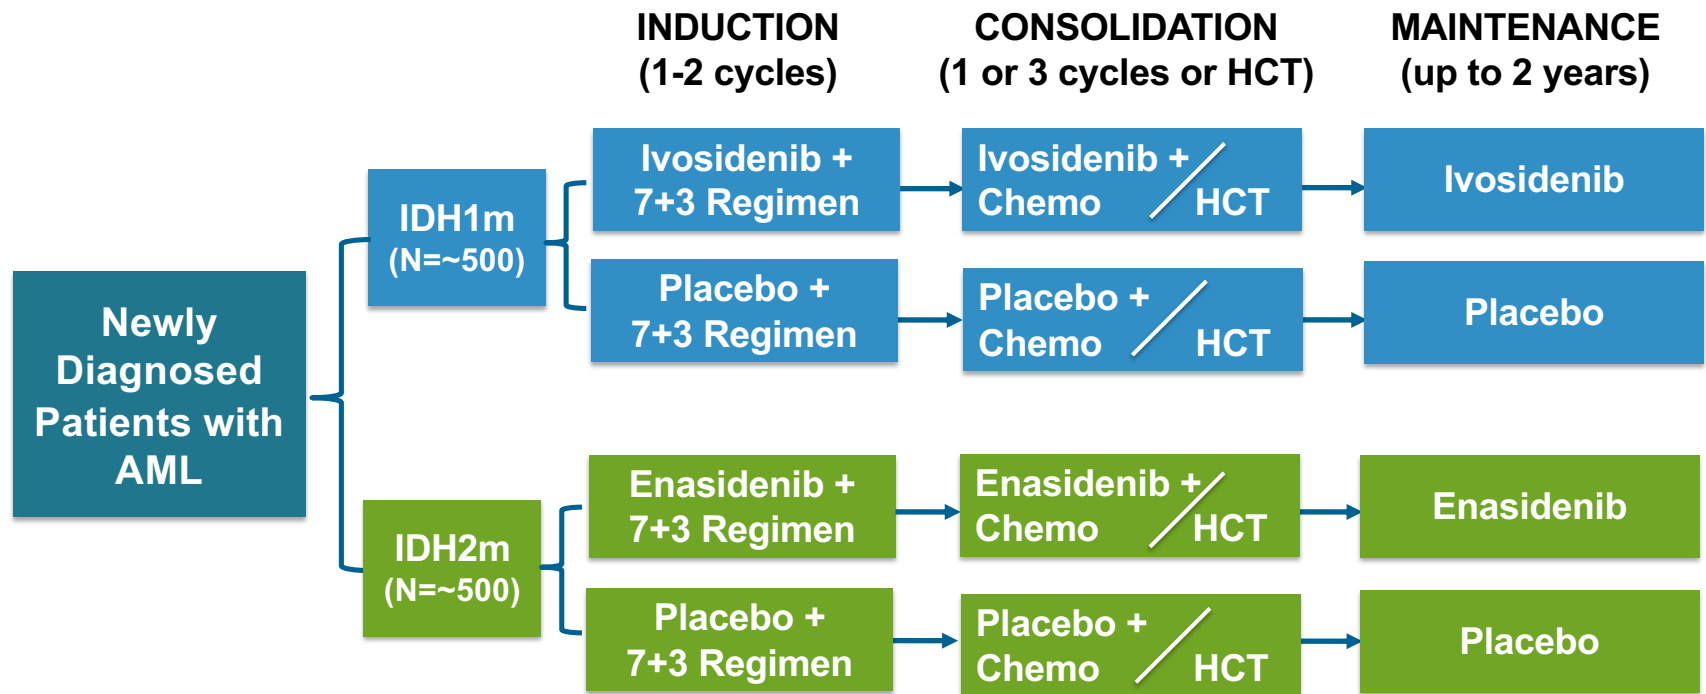 INDUCTION
(1-2 cycles)
CONSOLIDATION
(1 or 3 cycles or HCT)
MAINTENANCE
(up to 2 years)
Newly
Diagnosed
Patients with
AML
IDH1m
(N=~500)
Ivosidenib +
7+3 Regimen
Ivosidenib +
Chemo / HCT
Ivosidenib
Placebo +
7+3 Regimen
Placebo +
Chemo / HCT
Placebo
IDH2m
(N=~500)
Enasidenib +
7+3 Regimen
Enasidenib +
Chemo / HCT
Enasidenib
Placebo +
7+3 Regimen
Placebo +
Chemo / HCT
Placebo